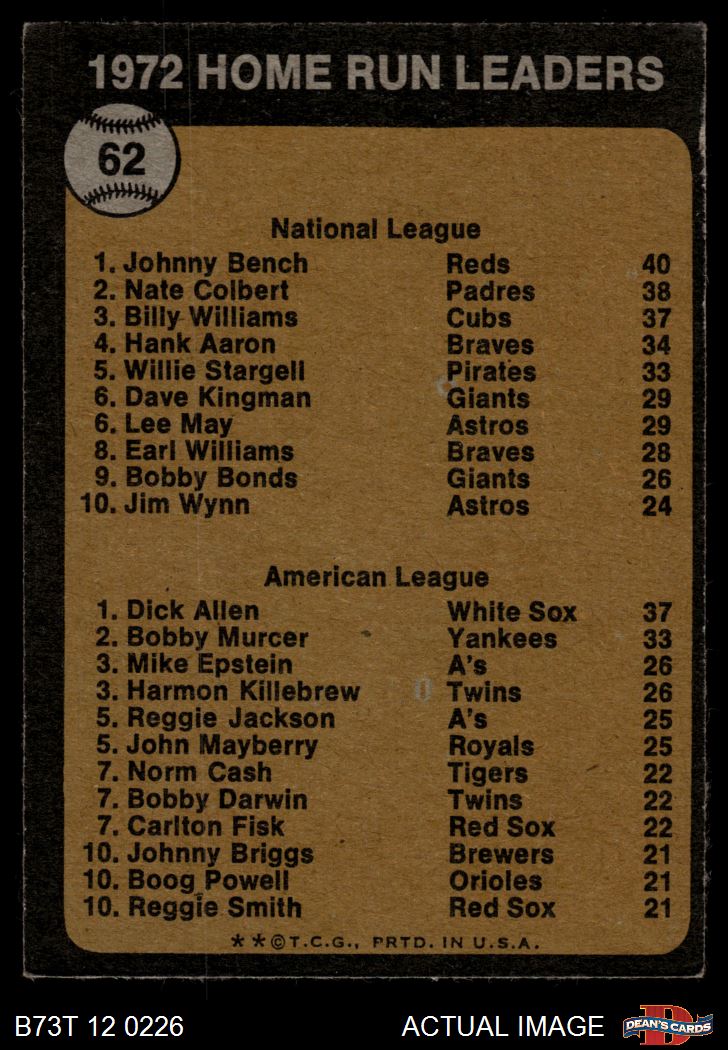 1972 HOME RUN LEADERS
62
National League
1. Johnny Bench Reds 40
2. Nate Colbert Padres 38
3. Billy Williams Cubs 37
4. Hank Aaron Braves 34
5. Willie Stargell Pirates 33
6. Dave Kingman Giants 29
6. Lee May Astros 29
8. Earl Williams Braves 28
9. Bobby Bonds Giants 26
10. Jim Wynn Astros 24
American League
1. Dick Allen White Sox 37
2. Bobby Murcer Yankees 33
3. Mike Epstein A's 26
3. Harmon Killebrew Twins 26
5. Reggie Jackson A's 25
5. John Mayberry Royals 25
7. Norm Cash Tigers 22
7. Bobby Darwin Twins 22
7. Carlton Fisk Red Sox 22
10. Johnny Briggs Brewers 21
10. Boog Powell Orioles 21
10. Reggie Smith Red Sox 21
**©T.C.G., PRTD. IN U.S.A.
B73T 12 0226 ACTUAL IMAGE
D
DEAN'S CARDS